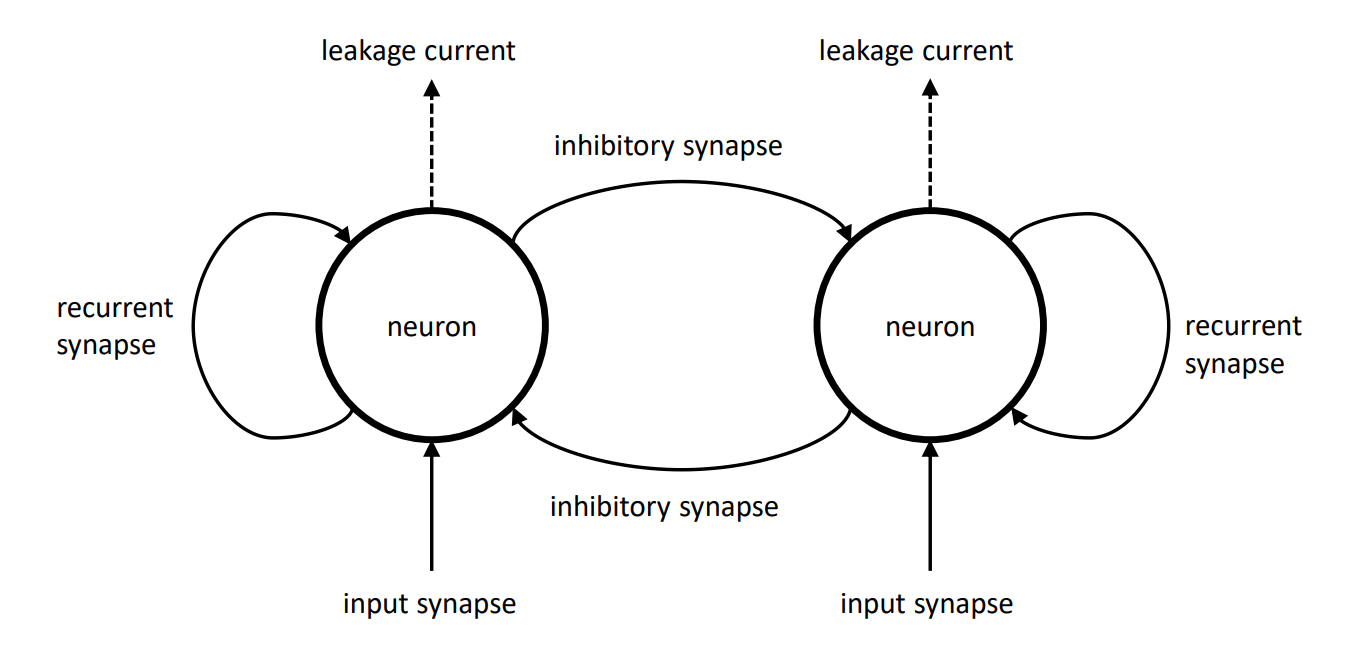 leakage current
leakage current
inhibitory synapse
recurrent
synapse
neuron
neuron
recurrent
synapse
inhibitory synapse
input synapse
input synapse